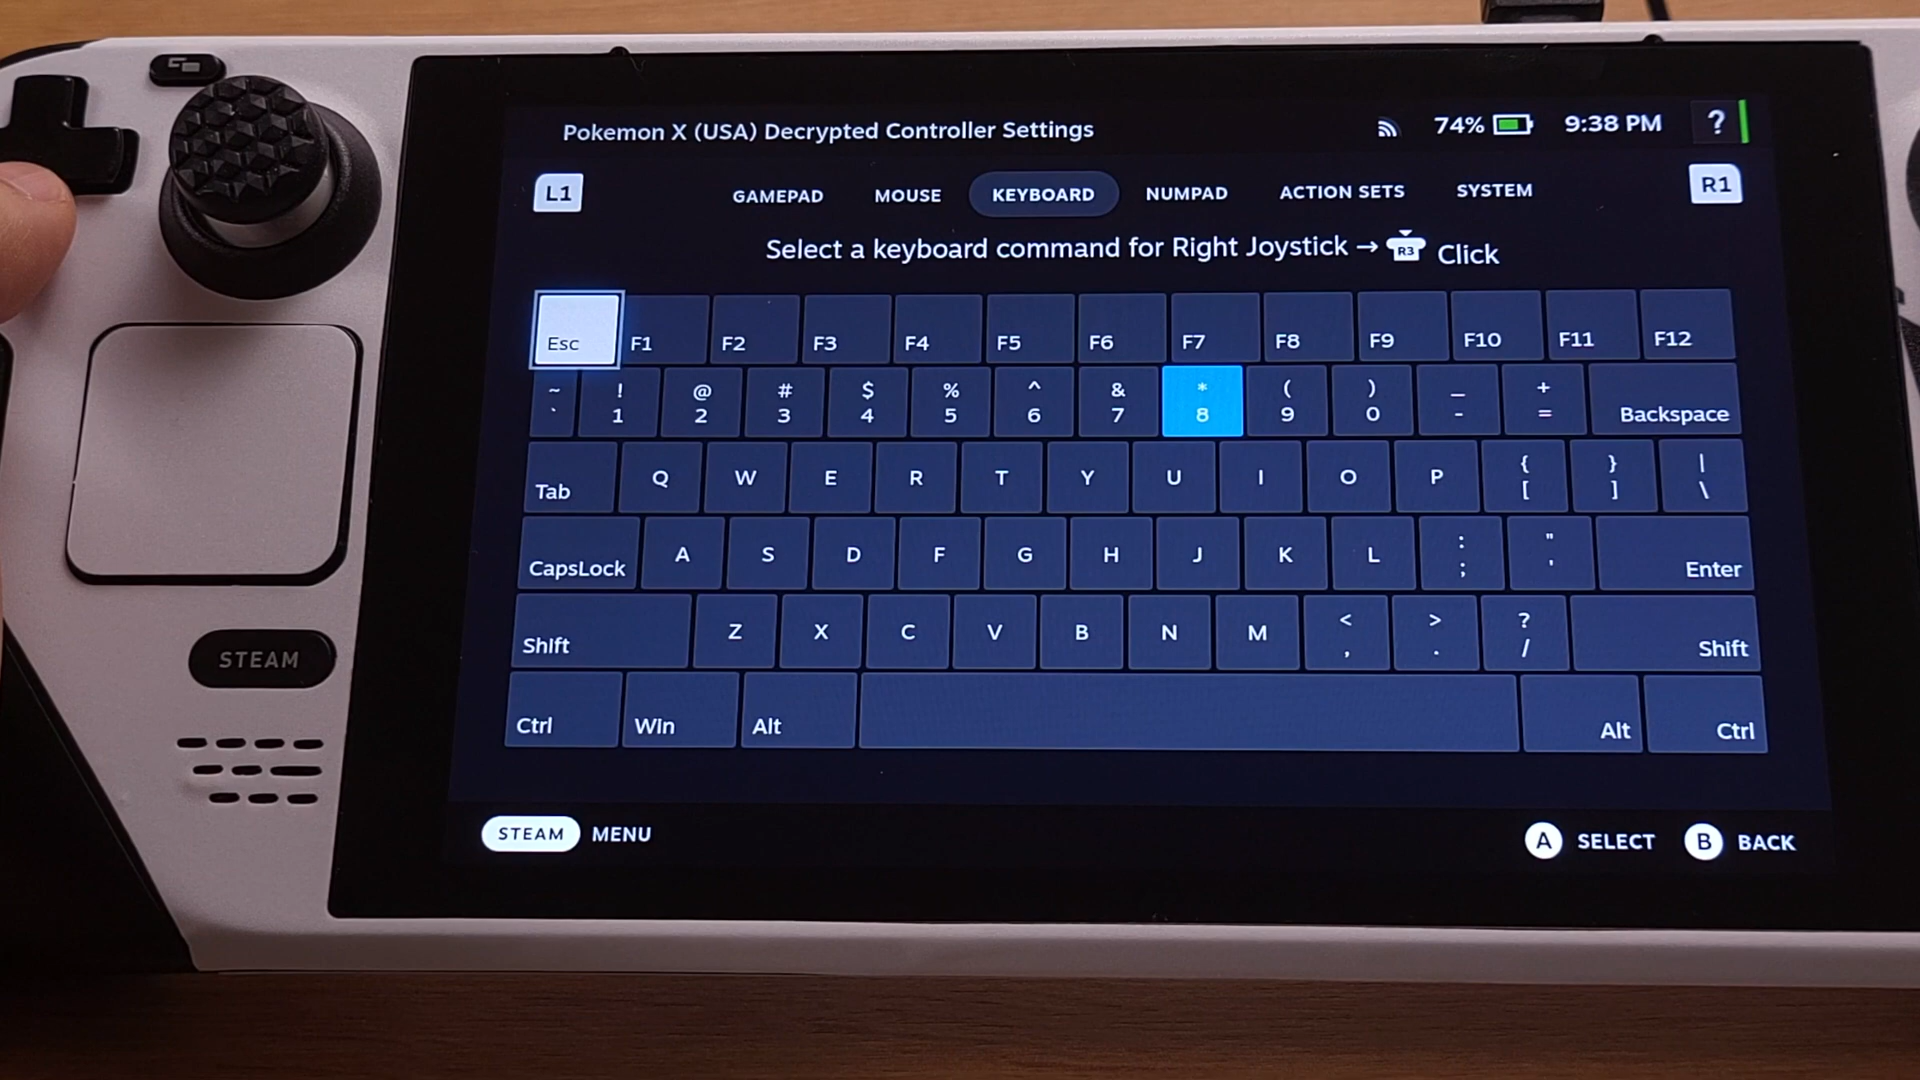 Pokemon X (USA) Decrypted Controller Settings
74% 9:38 PM ?
L1 GAMEPAD MOUSE KEYBOARD NUMPAD ACTION SETS SYSTEM R1
Select a keyboard command for Right Joystick → R3 Click
Esc F1 F2 F3 F4 F5 F6 F7 F8 F9 F10 F11 F12
~ ! @ # $ % ^ & * ( ) _ +
` 1 2 3 4 5 6 7 8 9 0 - = Backspace
Tab Q W E R T Y U I O P { } |
[ ] \
CapsLock A S D F G H J K L : " Enter
; '
Shift Z X C V B N M < > ? Shift
, . /
Ctrl Win Alt Alt Ctrl
STEAM MENU A SELECT B BACK
STEAM